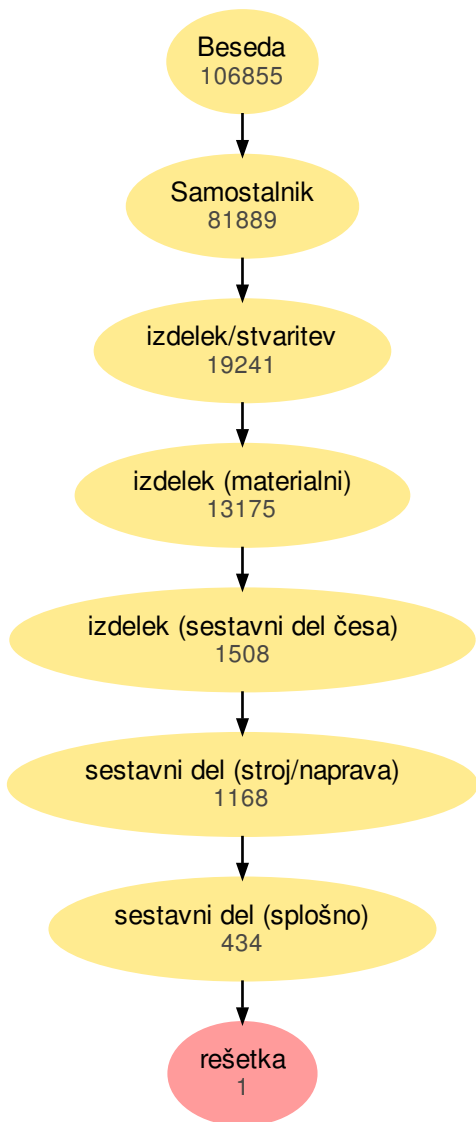 Beseda
106855
Samostalnik
81889
izdelek/stvaritev
19241
izdelek (materialni)
13175
izdelek (sestavni del česa)
1508
sestavni del (stroj/naprava)
1168
sestavni del (splošno)
434
rešetka
1